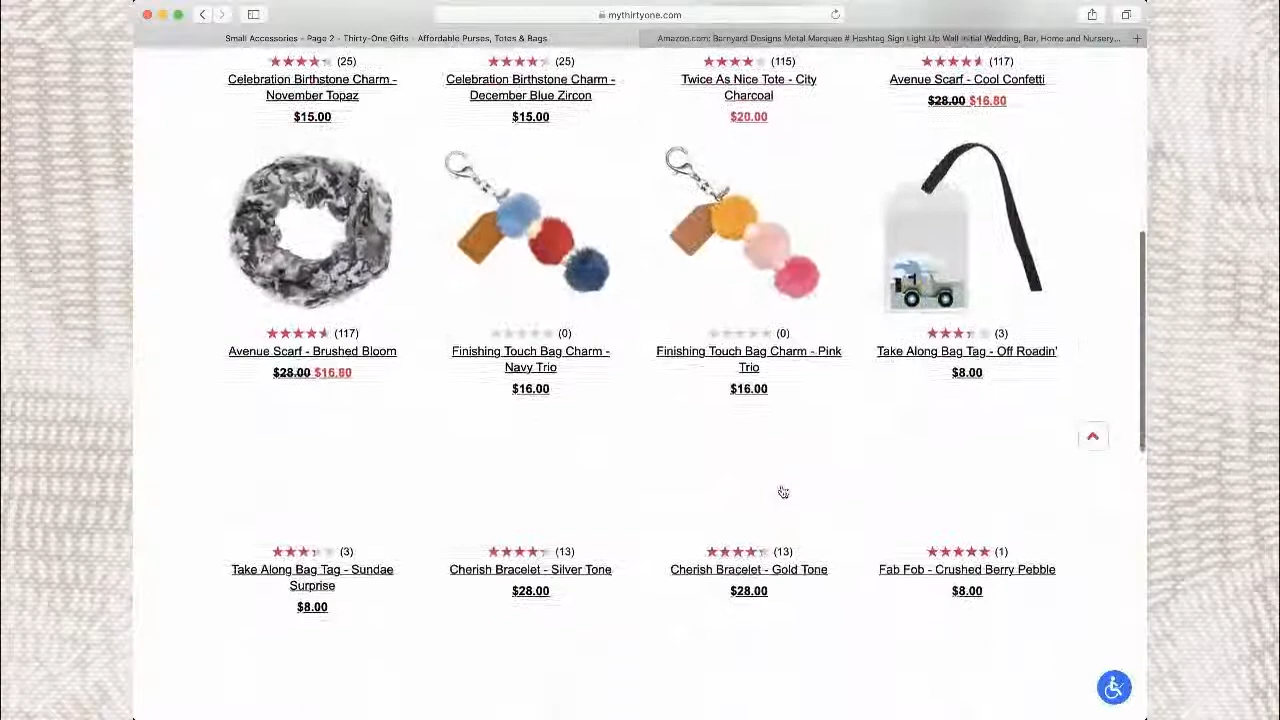 mythirtyone.com
Small Accessories - Page 2 - Thirty-One Gifts - Affordable Purses, Totes & Bags
Amazon.com: Barnyard Designs Metal Marquee # Hashtag Sign Light Up Wall Initial Wedding, Bar, Home and Nursery...
(25) (25) (115) (117)
Celebration Birthstone Charm - Celebration Birthstone Charm - Twice As Nice Tote - City Avenue Scarf - Cool Confetti
November Topaz December Blue Zircon Charcoal $28.00 $16.80
$15.00 $15.00 $20.00
(117) (0) (0) (3)
Avenue Scarf - Brushed Bloom Finishing Touch Bag Charm - Finishing Touch Bag Charm - Pink Take Along Bag Tag - Off Roadin'
$28.00 $16.80 Navy Trio Trio $8.00
$16.00 $16.00
(3) (13) (13) (1)
Take Along Bag Tag - Sundae Cherish Bracelet - Silver Tone Cherish Bracelet - Gold Tone Fab Fob - Crushed Berry Pebble
Surprise $28.00 $28.00 $8.00
$8.00